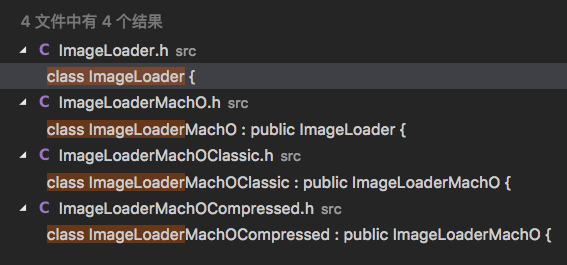 4 文件中有 4 个结果
C ImageLoader.h src
class ImageLoader {
C ImageLoaderMachO.h src
class ImageLoaderMachO : public ImageLoader {
C ImageLoaderMachOClassic.h src
class ImageLoaderMachOClassic : public ImageLoaderMachO {
C ImageLoaderMachOCompressed.h src
class ImageLoaderMachOCompressed : public ImageLoaderMachO {